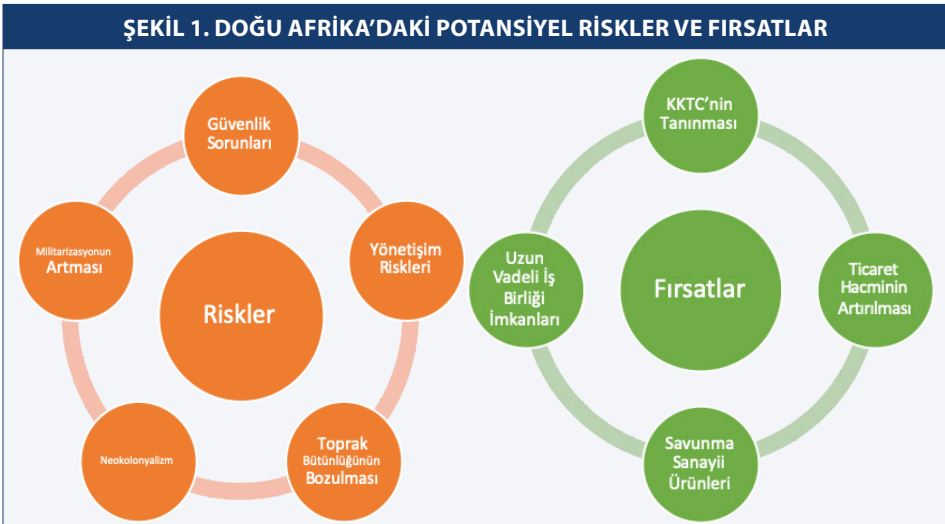 ŞEKİL 1. DOĞU AFRİKA’DAKİ POTANSİYEL RİSKLER VE FIRSATLAR
Güvenlik
Sorunları
Yönetişim
Riskleri
Toprak
Bütünlüğünün
Bozulması
Neokolonyalizm
Militarizasyonun
Artması
Riskler
KKTC’nin
Tanınması
Ticaret
Hacminin
Artırılması
Savunma
Sanayii
Ürünleri
Uzun
Vadeli İş
Birliği
İmkanları
Fırsatlar